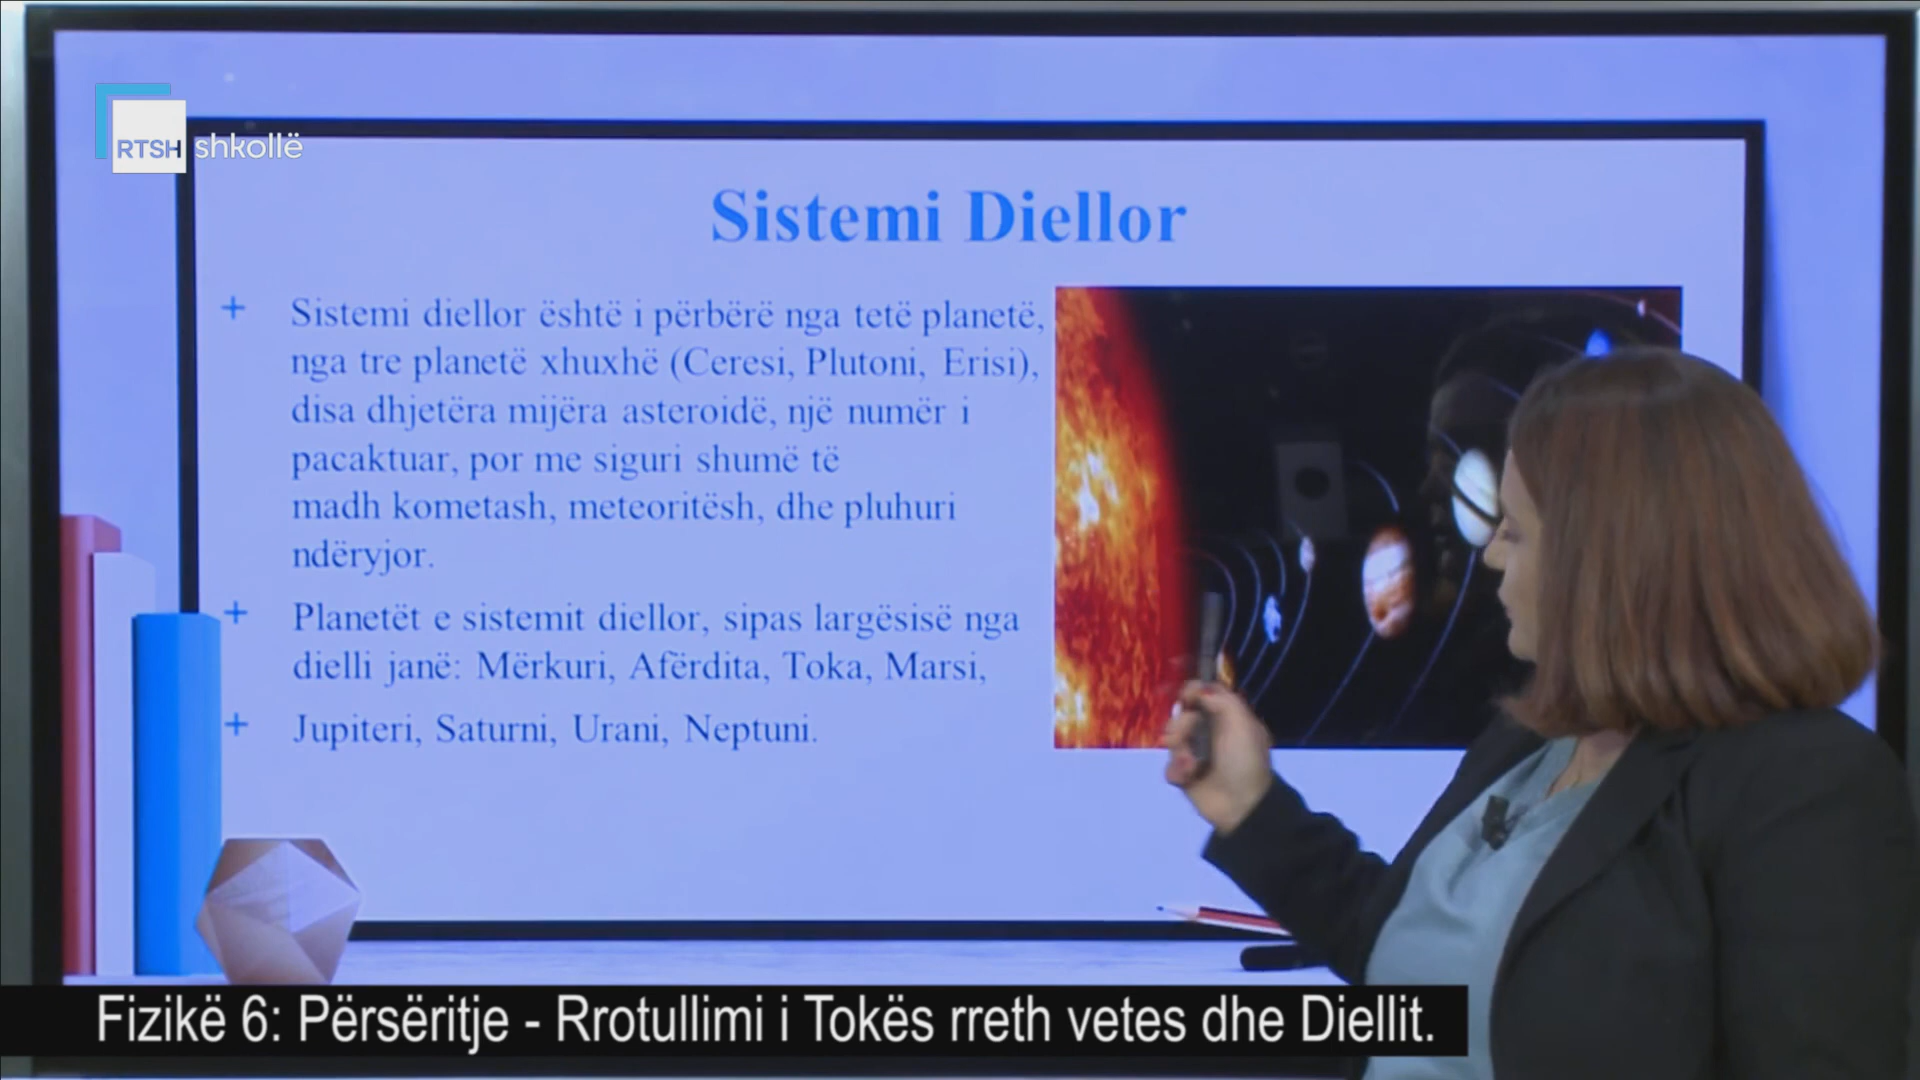 RTSH shkollë
Sistemi Diellor
+ Sistemi diellor është i përbërë nga tetë planetë,
nga tre planetë xhuxhë (Ceresi, Plutoni, Erisi),
disa dhjetëra mijëra asteroidë, një numër i
pacaktuar, por me siguri shumë të
madh kometash, meteoritësh, dhe pluhuri
ndëryjor.
+ Planetët e sistemit diellor, sipas largësisë nga
dielli janë: Mërkuri, Afërdita, Toka, Marsi,
+ Jupiteri, Saturni, Urani, Neptuni.
Fizikë 6: Përsëritje - Rrotullimi i Tokës rreth vetes dhe Diellit.